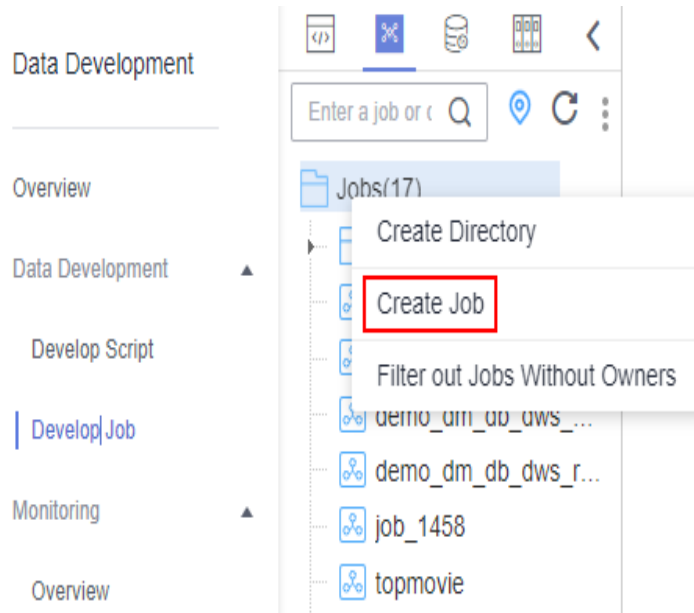 Data Development
Overview
Data Development
Develop Script
Develop Job
Monitoring
Overview
Enter a job or
Jobs(17)
Create Directory
Create Job
Filter out Jobs Without Owners
demo_dm_db_dws_...
demo_dm_db_dws_r...
job_1458
topmovie